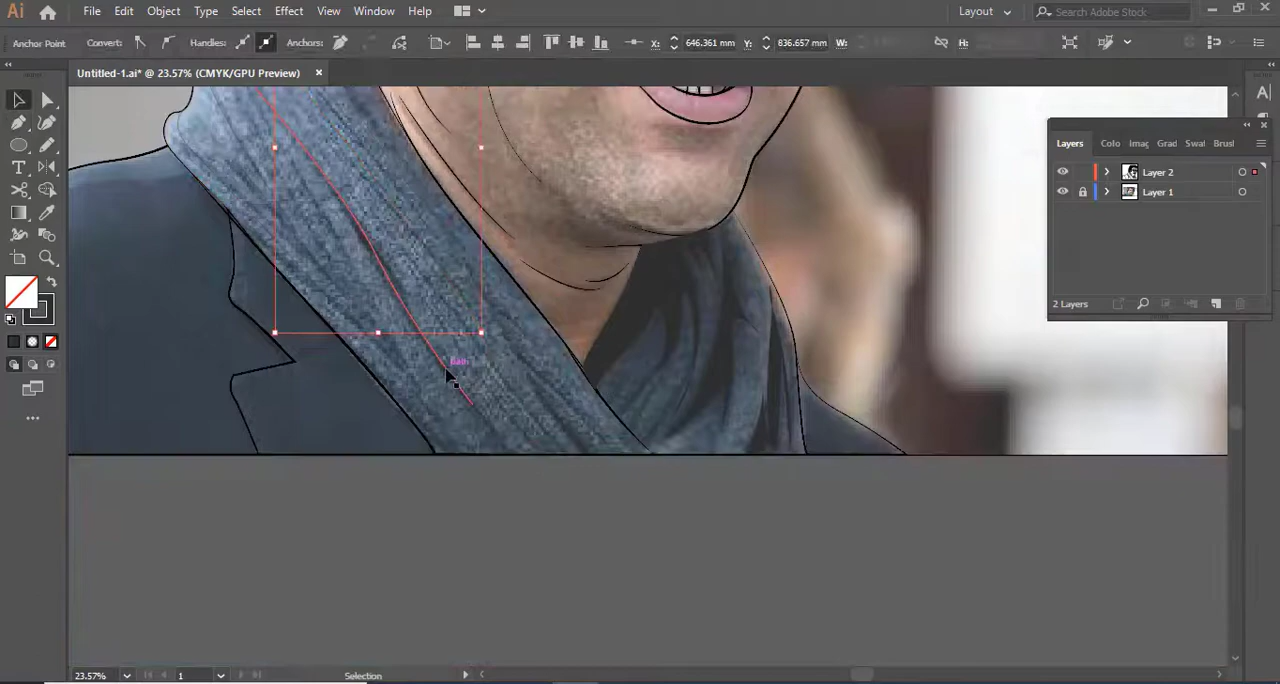 Ai File Edit Object Type Select Effect View Window Help Layout Search Adobe Stock
Anchor Point Convert: Handles: Anchors: X: 646.361 mm Y: 836.657 mm W: H:
Untitled-1.ai* @ 23.57% (CMYK/GPU Preview) ×
A
Layers Colo Imag Grad Swat Brusl
Layer 2
Layer 1
T
path
2 Layers
23.57% 1 Selection